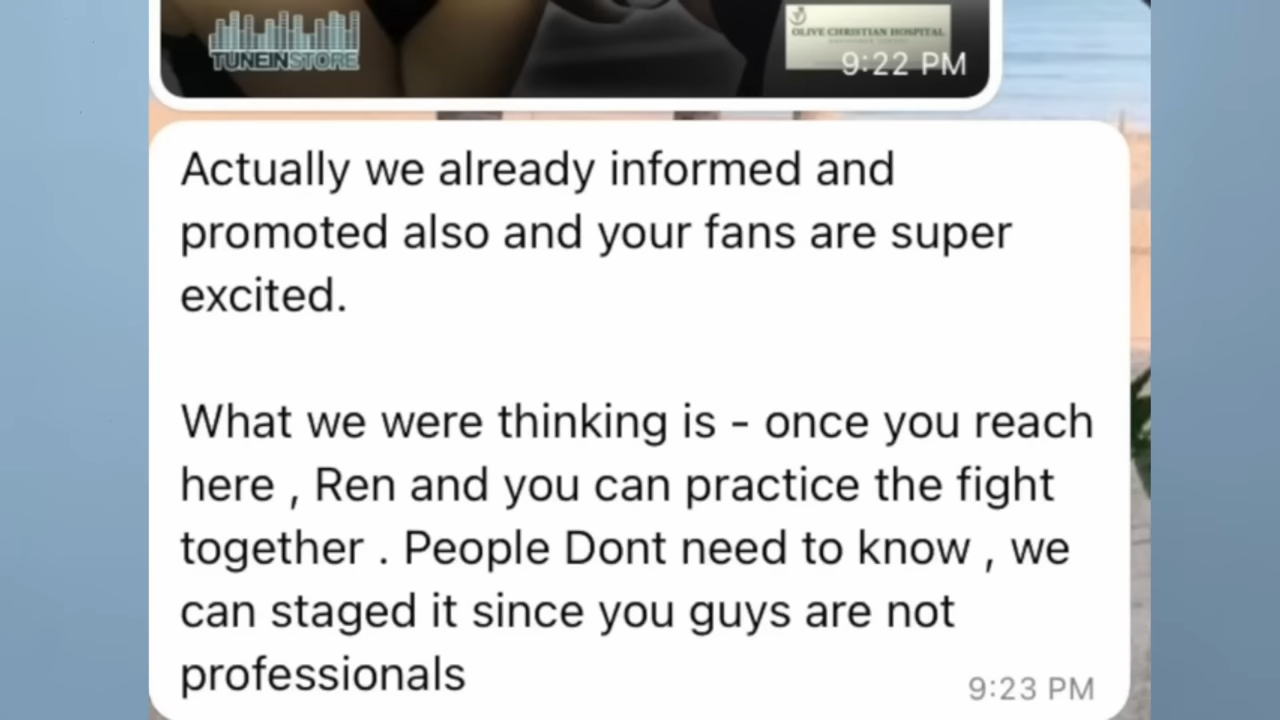 TUNEINSTORE
OLIVE CHRISTIAN HOSPITAL
9:22 PM
Actually we already informed and
promoted also and your fans are super
excited.
What we were thinking is - once you reach
here , Ren and you can practice the fight
together . People Dont need to know , we
can staged it since you guys are not
professionals
9:23 PM